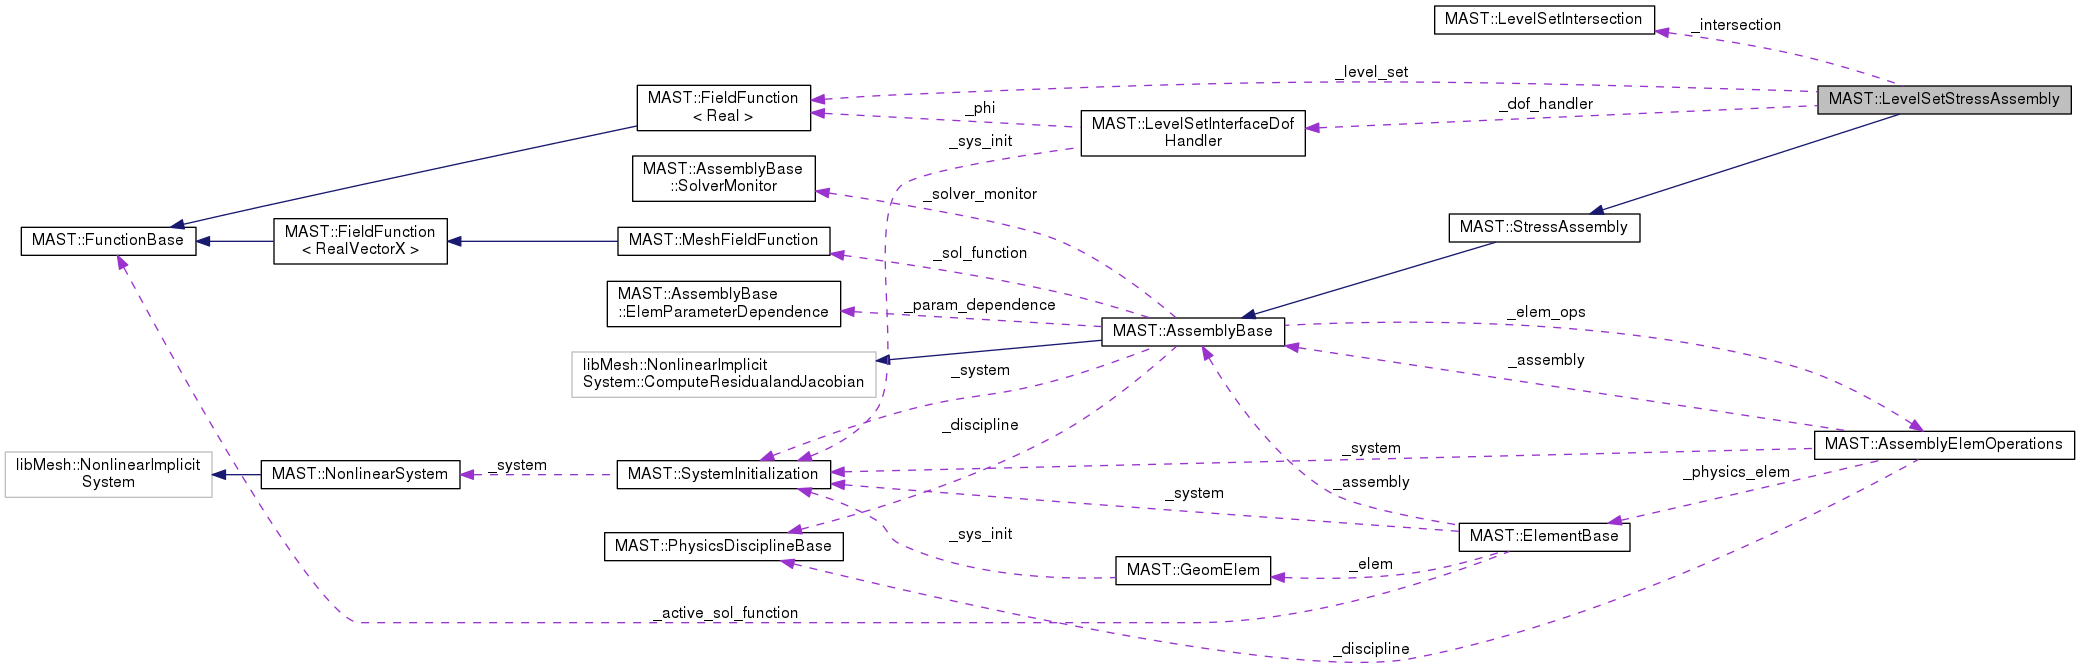 MAST::LevelSetIntersection
_intersection
_level_set
MAST::FieldFunction
< Real >
_phi
_dof_handler
MAST::LevelSetStressAssembly
MAST::LevelSetInterfaceDof
Handler
_sys_init
MAST::AssemblyBase
::SolverMonitor
_solver_monitor
MAST::StressAssembly
MAST::FunctionBase
MAST::FieldFunction
< RealVectorX >
MAST::MeshFieldFunction
_sol_function
MAST::AssemblyBase
::ElemParameterDependence
_param_dependence
_elem_ops
MAST::AssemblyBase
libMesh::NonlinearImplicit
System::ComputeResidualandJacobian
_system
_assembly
_discipline
MAST::AssemblyElemOperations
_system
_physics_elem
libMesh::NonlinearImplicit
System
MAST::NonlinearSystem
_system
MAST::SystemInitialization
_assembly
_system
MAST::PhysicsDisciplineBase
_sys_init
MAST::ElementBase
MAST::GeomElem
_elem
_active_sol_function
_discipline